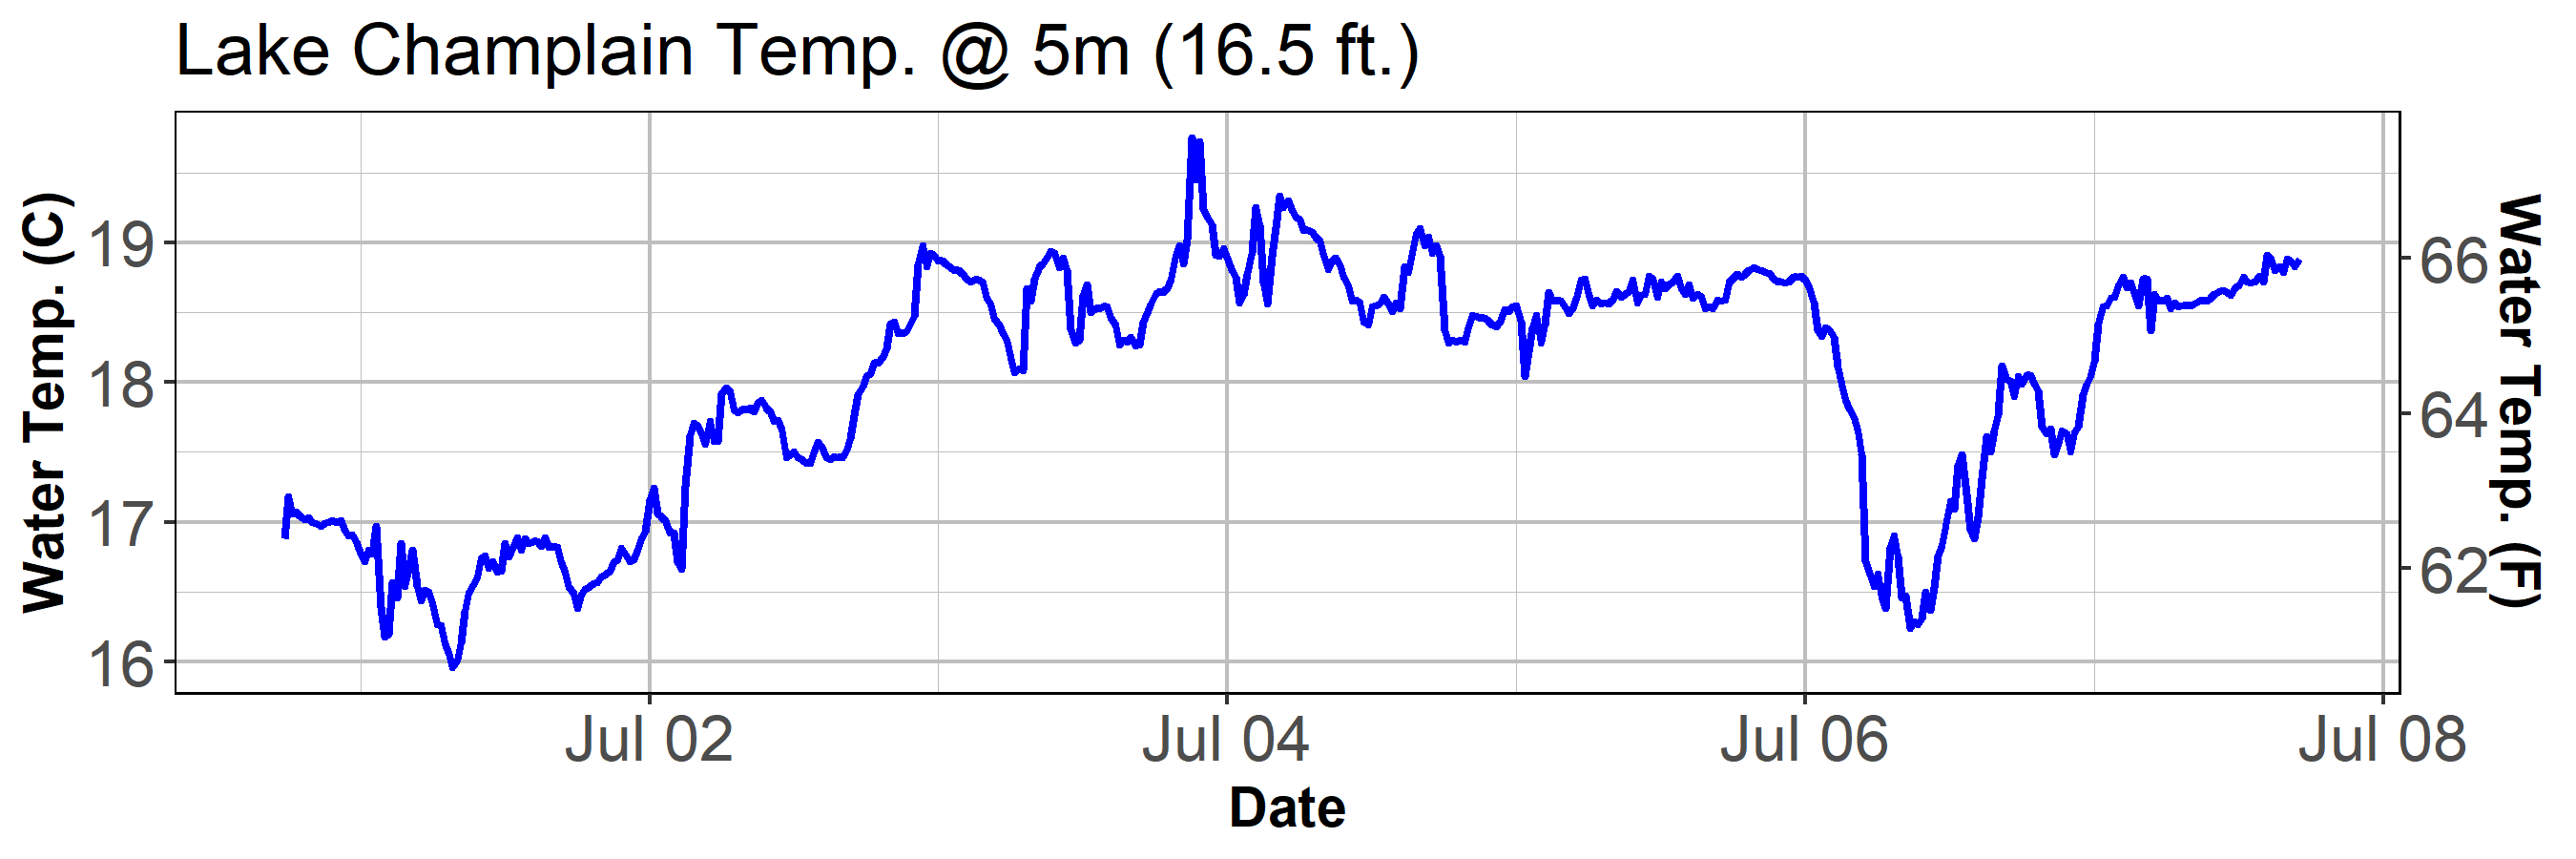 Lake Champlain Temp. @ 5m (16.5 ft.)
Water Temp. (C)
19
18
17
16
66
64
62
Water Temp. (F)
Jul 02
Jul 04
Jul 06
Jul 08
Date